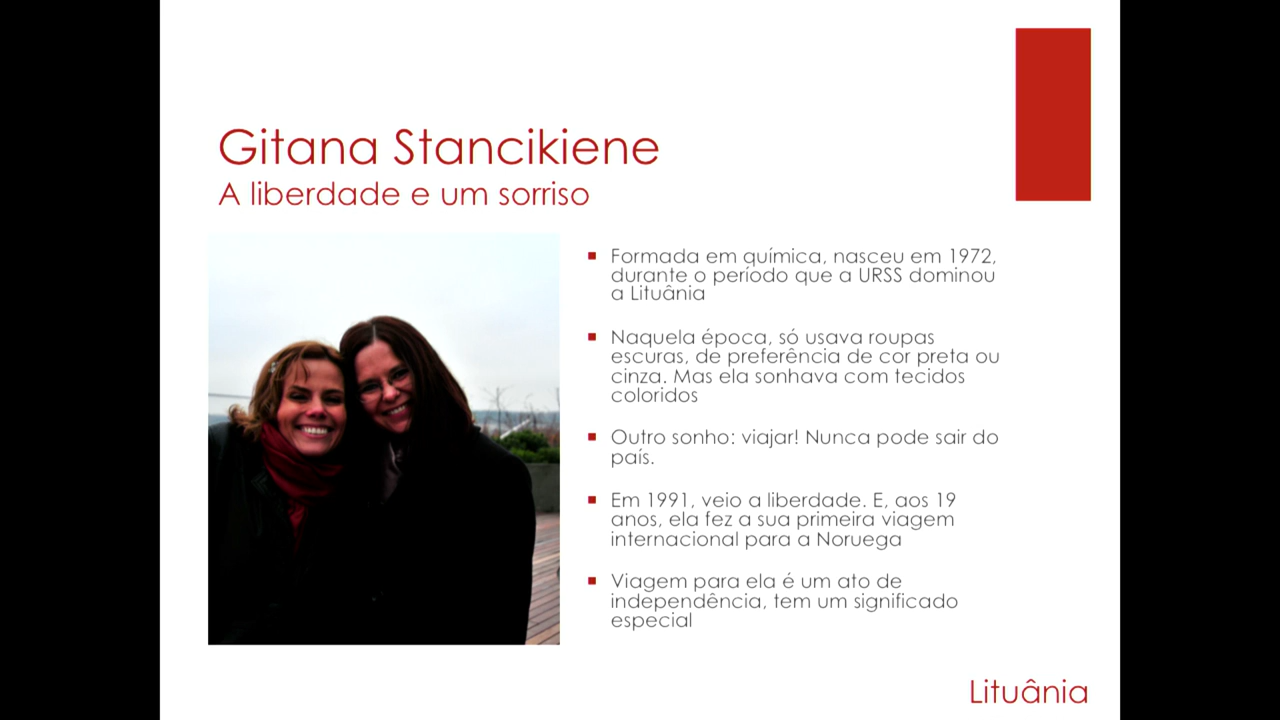 Gitana Stancikiene
A liberdade e um sorriso
Formada em química, nasceu em 1972,
durante o período que a URSS dominou
a Lituânia
Naquela época, só usava roupas
escuras, de preferência de cor preta ou
cinza. Mas ela sonhava com tecidos
coloridos
Outro sonho: viajar! Nunca pode sair do
país.
Em 1991, veio a liberdade. E, aos 19
anos, ela fez a sua primeira viagem
internacional para a Noruega
Viagem para ela é um ato de
independência, tem um significado
especial
Lituânia